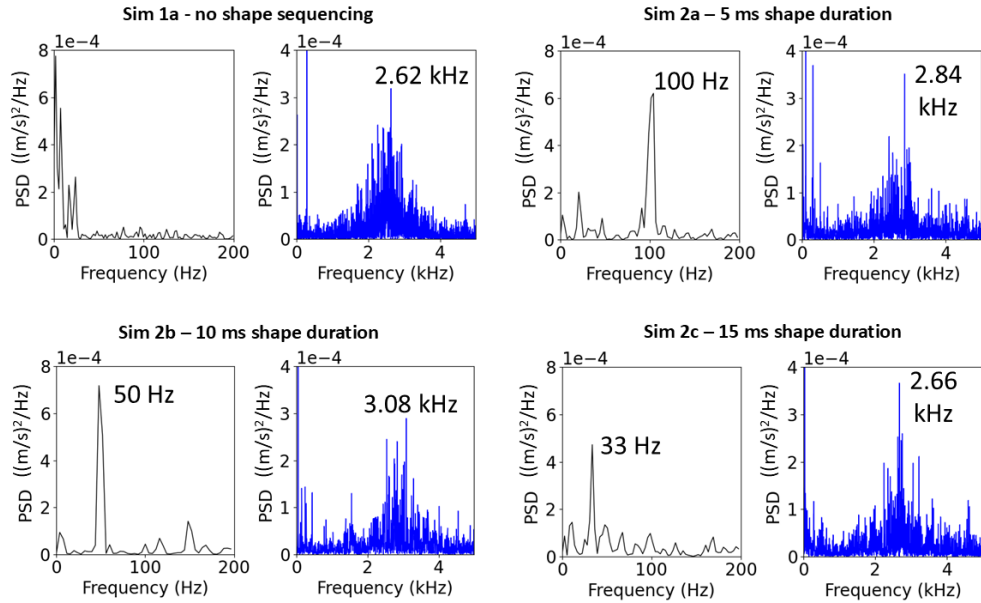 Sim 1a - no shape sequencing
1e−4
8
6
4
2
0
PSD ((m/s)²/Hz)
0 100 200
Frequency (Hz)
1e−4
4
3
2
1
0
PSD ((m/s)²/Hz)
2.62 kHz
0 2 4
Frequency (kHz)
Sim 2a – 5 ms shape duration
1e−4
8
6
4
2
0
PSD ((m/s)²/Hz)
100 Hz
0 100 200
Frequency (Hz)
1e−4
4
3
2
1
0
PSD ((m/s)²/Hz)
2.84
kHz
0 2 4
Frequency (kHz)
Sim 2b – 10 ms shape duration
1e−4
8
6
4
2
0
PSD ((m/s)²/Hz)
50 Hz
0 100 200
Frequency (Hz)
1e−4
4
3
2
1
0
PSD ((m/s)²/Hz)
3.08 kHz
0 2 4
Frequency (kHz)
Sim 2c – 15 ms shape duration
1e−4
8
6
4
2
0
PSD ((m/s)²/Hz)
33 Hz
0 100 200
Frequency (Hz)
1e−4
4
3
2
1
0
PSD ((m/s)²/Hz)
2.66
kHz
0 2 4
Frequency (kHz)